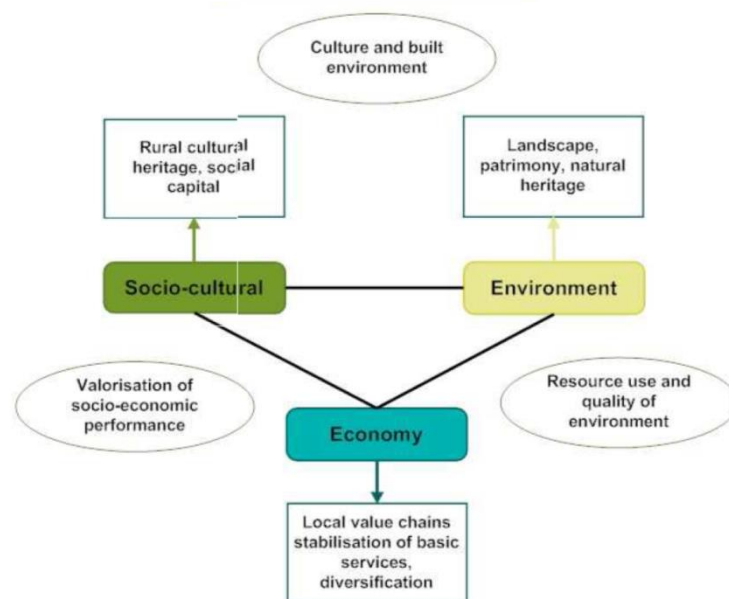 Culture and built
environment
Rural cultural
heritage, social
capital
Landscape,
patrimony, natural
heritage
Socio-cultural
Environment
Valorisation of
socio-economic
performance
Resource use and
quality of
environment
Economy
Local value chains
stabilisation of basic
services,
diversification